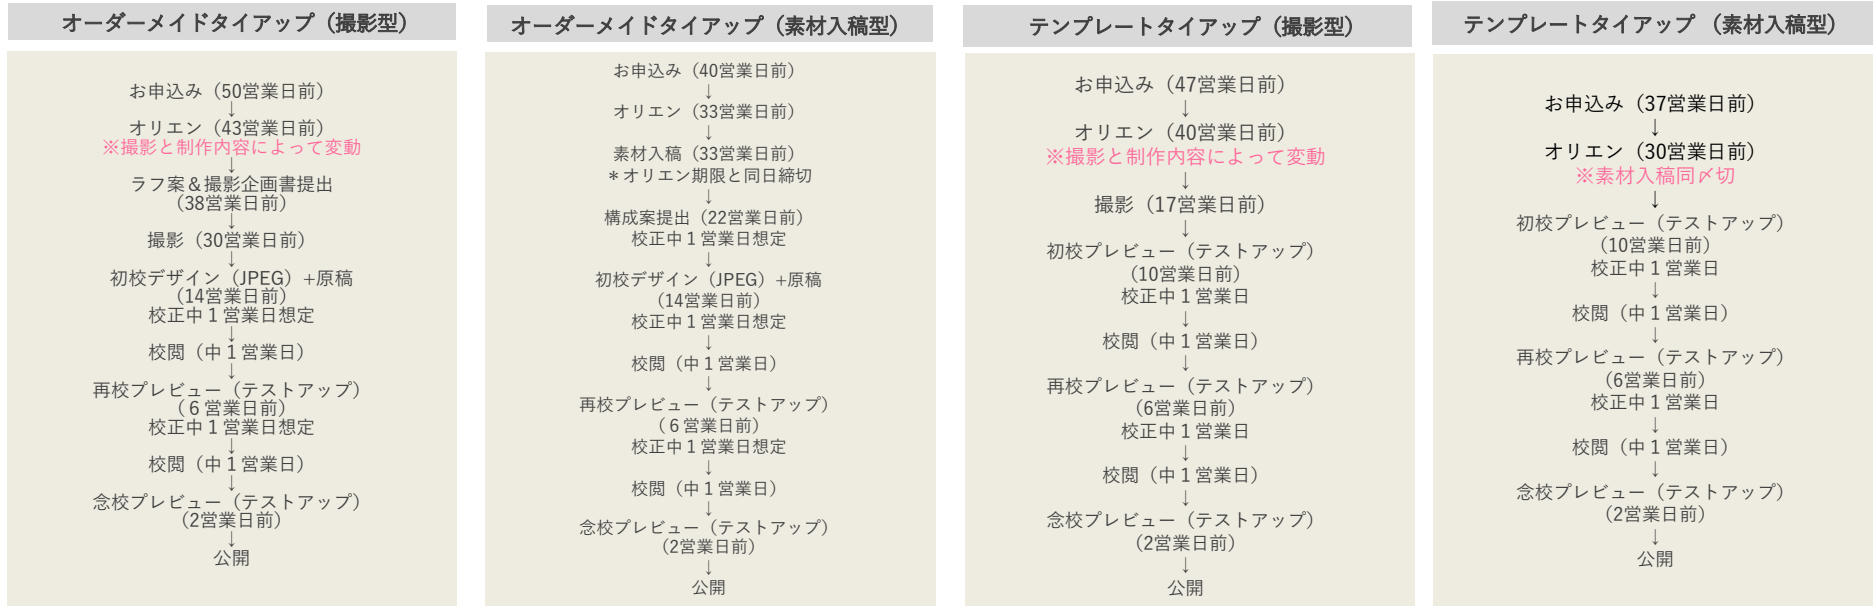 オーダーメイドタイアップ（撮影型）
お申込み（50営業日前）
↓
オリエン（43営業日前）
※撮影と制作内容によって変動
↓
ラフ案＆撮影企画書提出
（38営業日前）
↓
撮影（30営業日前）
↓
初校デザイン（JPEG）+原稿
（14営業日前）
校正中１営業日想定
↓
校閲（中１営業日）
↓
再校プレビュー（テストアップ）
（６営業日前）
校正中１営業日想定
↓
校閲（中１営業日）
↓
念校プレビュー（テストアップ）
（2営業日前）
↓
公開
オーダーメイドタイアップ（素材入稿型）
お申込み（40営業日前）
↓
オリエン（33営業日前）
↓
素材入稿（33営業日前）
＊オリエン期限と同日締切
↓
構成案提出（22営業日前）
校正中１営業日想定
↓
初校デザイン（JPEG）+原稿
（14営業日前）
校正中１営業日想定
↓
校閲（中１営業日）
↓
再校プレビュー（テストアップ）
（６営業日前）
校正中１営業日想定
↓
校閲（中１営業日）
↓
念校プレビュー（テストアップ）
（2営業日前）
↓
公開
テンプレートタイアップ（撮影型）
お申込み（47営業日前）
↓
オリエン（40営業日前）
※撮影と制作内容によって変動
↓
撮影（17営業日前）
↓
初校プレビュー（テストアップ）
（10営業日前）
校正中１営業日
↓
校閲（中１営業日）
↓
再校プレビュー（テストアップ）
（6営業日前）
校正中１営業日
↓
校閲（中１営業日）
↓
念校プレビュー（テストアップ）
（2営業日前）
↓
公開
テンプレートタイアップ （素材入稿型）
お申込み（37営業日前）
↓
オリエン（30営業日前）
※素材入稿同〆切
↓
初校プレビュー（テストアップ）
（10営業日前）
校正中１営業日
↓
校閲（中１営業日）
↓
再校プレビュー（テストアップ）
（6営業日前）
校正中１営業日
↓
校閲（中１営業日）
↓
念校プレビュー（テストアップ）
（2営業日前）
↓
公開